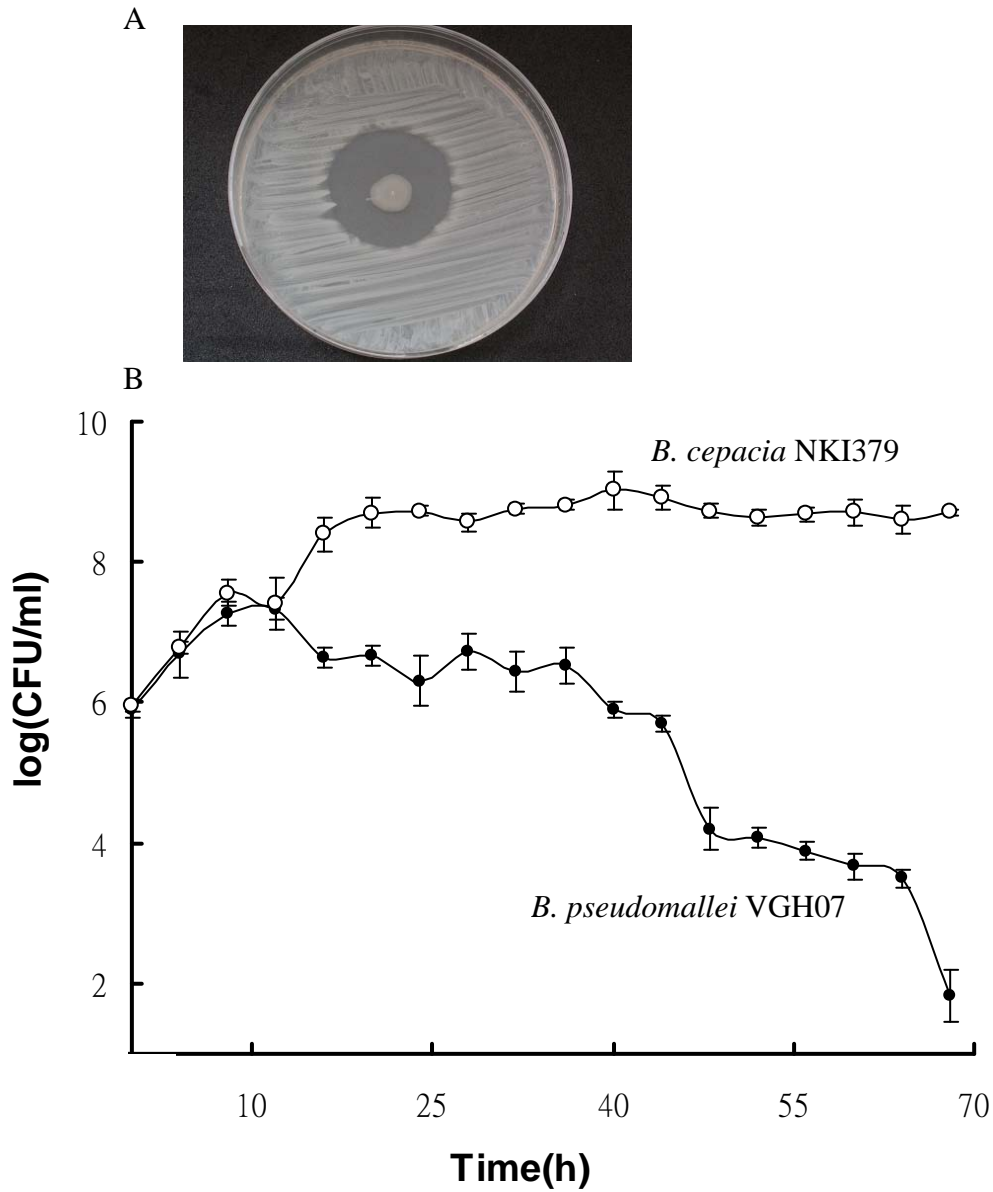 A
B
10
8
6
4
2
log(CFU/ml)
B. cepacia NKI379
B. pseudomallei VGH07
10 25 40 55 70
Time(h)